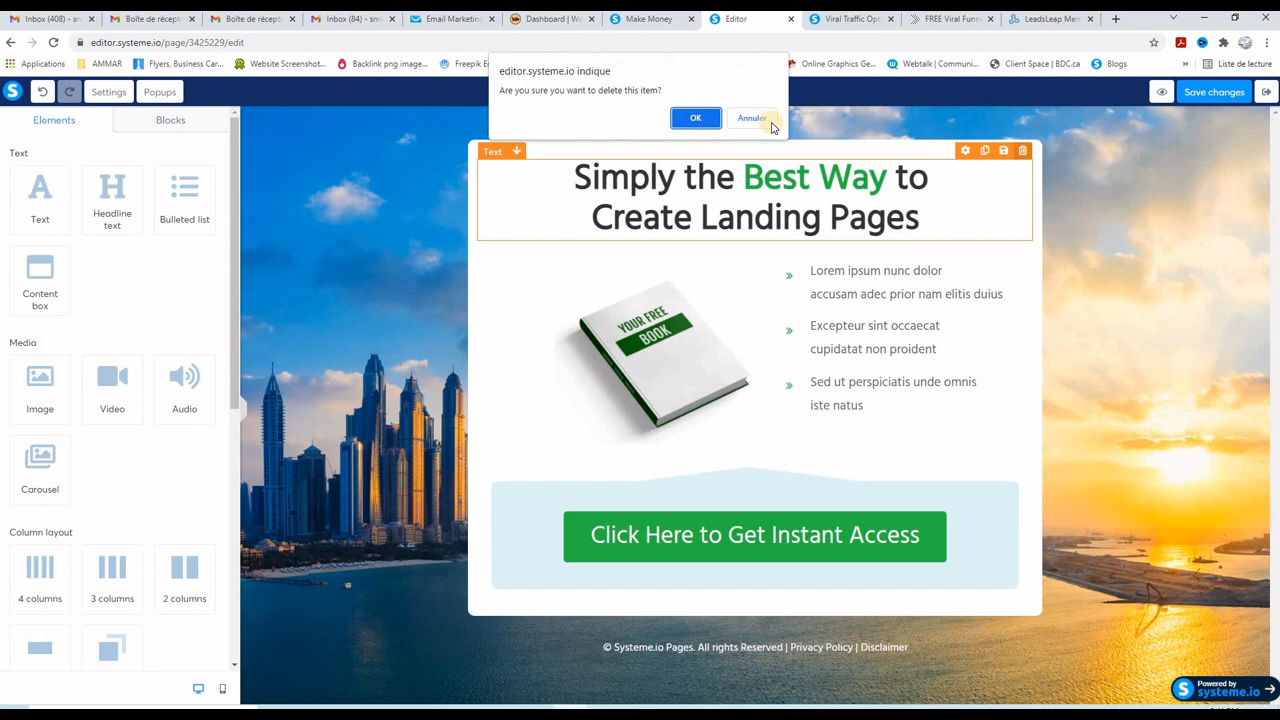 Inbox (408) - an
Boîte de récept
Boîte de récept
Inbox (84) - sm
Email Marketing
Dashboard | Wa
Make Money
Editor
Viral Traffic Opt
FREE Viral Funn
LeadsLeap Mem
editor.systeme.io/page/3425229/edit
Applications
AMMAR
Flyers, Business Car...
Website Screenshot...
Backlink png image...
Freepik
Online Graphics Ge...
Webtalk | Communi...
Client Space | BDC.ca
Blogs
Liste de lecture
editor.systeme.io indique
Are you sure you want to delete this item?
OK
Annuler
Settings
Popups
Save changes
Elements
Blocks
Text
Text
Headline
text
Bulleted list
Content
box
Media
Image
Video
Audio
Carousel
Column layout
4 columns
3 columns
2 columns
Text
Simply the Best Way to
Create Landing Pages
YOUR FREE
BOOK
Lorem ipsum nunc dolor
accusam adec prior nam elitis duius
Excepteur sint occaecat
cupidatat non proident
Sed ut perspiciatis unde omnis
iste natus
Click Here to Get Instant Access
© Systeme.io Pages. All rights Reserved | Privacy Policy | Disclaimer
Powered by
systeme.io